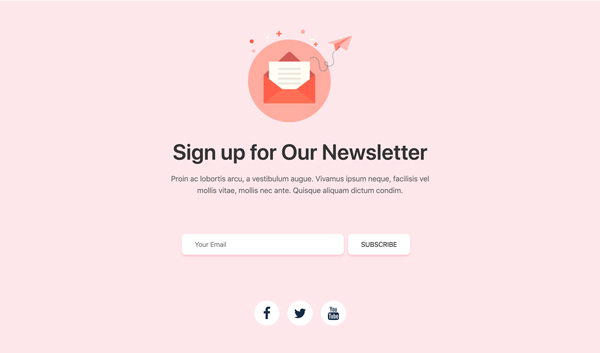 Sign up for Our Newsletter
Proin ac lobortis arcu, a vestibulum augue. Vivamus ipsum neque, facilisis vel
mollis vitae, mollis nec ante. Quisque aliquam dictum condim.
Your Email
SUBSCRIBE
You
Tube